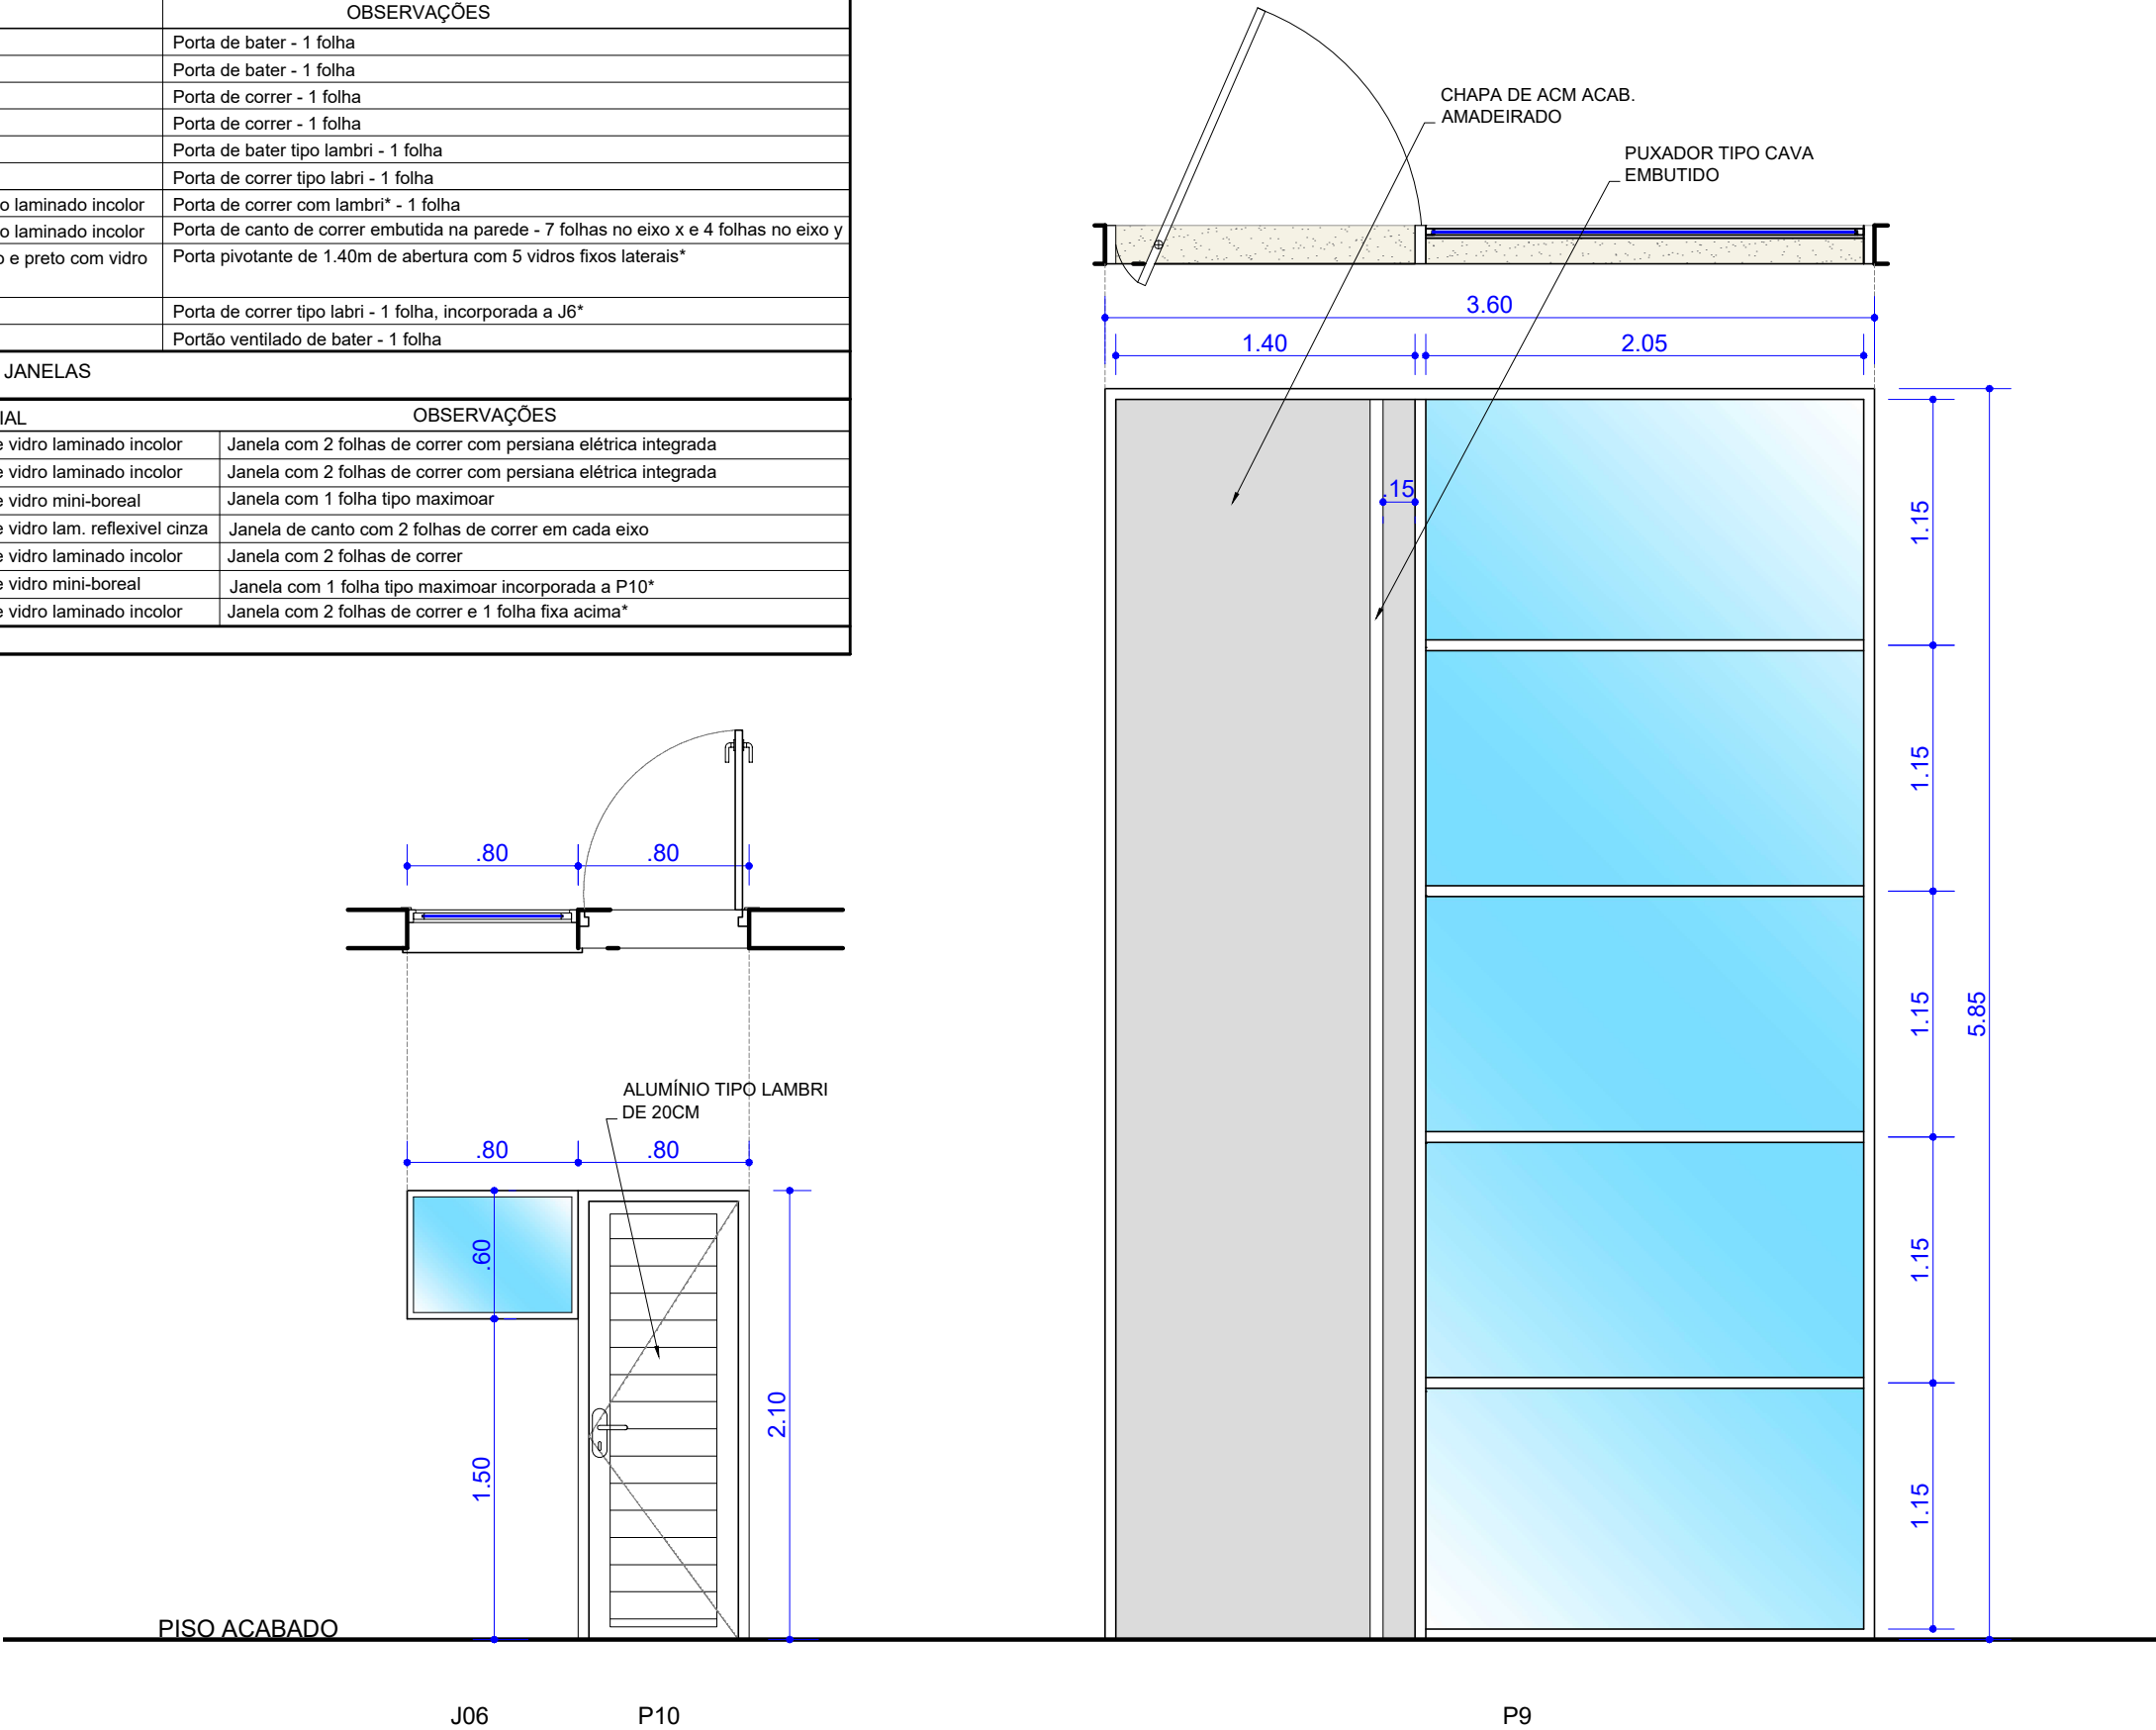 OBSERVAÇÕES
Porta de bater - 1 folha
Porta de bater - 1 folha
Porta de correr - 1 folha
Porta de correr - 1 folha
Porta de bater tipo lambri - 1 folha
Porta de correr tipo labri - 1 folha
o laminado incolor Porta de correr com lambri* - 1 folha
o laminado incolor Porta de canto de correr embutida na parede - 7 folhas no eixo x e 4 folhas no eixo y
o e preto com vidro Porta pivotante de 1.40m de abertura com 5 vidros fixos laterais*
Porta de correr tipo labri - 1 folha, incorporada a J6*
Portão ventilado de bater - 1 folha
JANELAS
IAL OBSERVAÇÕES
e vidro laminado incolor Janela com 2 folhas de correr com persiana elétrica integrada
e vidro laminado incolor Janela com 2 folhas de correr com persiana elétrica integrada
e vidro mini-boreal Janela com 1 folha tipo maximoar
e vidro lam. reflexivel cinza Janela de canto com 2 folhas de correr em cada eixo
e vidro laminado incolor Janela com 2 folhas de correr
e vidro mini-boreal Janela com 1 folha tipo maximoar incorporada a P10*
e vidro laminado incolor Janela com 2 folhas de correr e 1 folha fixa acima*
CHAPA DE ACM ACAB.
AMADEIRADO
PUXADOR TIPO CAVA
EMBUTIDO
3.60
1.40 2.05
.15
1.15
1.15
1.15
1.15
1.15
5.85
.80 .80
ALUMÍNIO TIPO LAMBRI
DE 20CM
.80 .80
.60
1.50
2.10
PISO ACABADO
J06 P10 P9